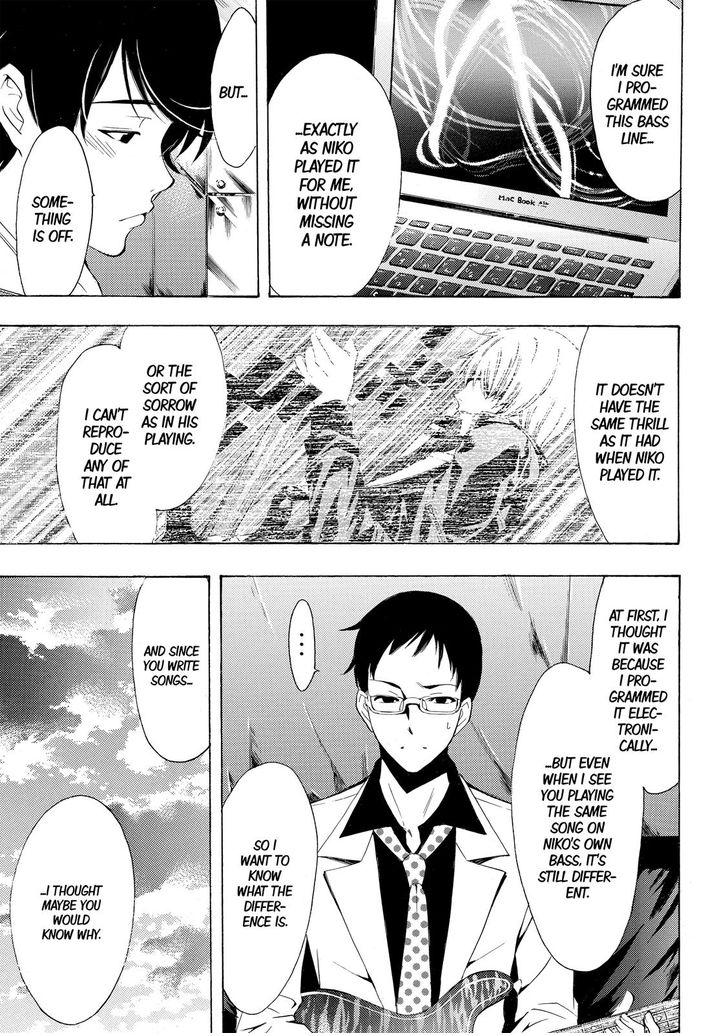 I'M SURE
I PRO-
GRAMMED
THIS BASS
LINE...
MAC Book Air
...EXACTLY
AS NIKO
PLAYED IT
FOR ME,
WITHOUT
MISSING
A NOTE.
BUT...
SOME-
THING
IS OFF.
IT DOESN'T
HAVE THE
SAME THRILL
AS IT HAD
WHEN NIKO
PLAYED IT.
OR THE
SORT OF
SORROW
AS IN HIS
PLAYING.
I CAN'T
REPRO-
DUCE
ANY OF
THAT AT
ALL.
AT FIRST, I
THOUGHT
IT WAS
BECAUSE
I PRO-
GRAMMED
IT ELEC-
TRONI-
CALLY...
...BUT EVEN
WHEN I SEE
YOU PLAYING
THE SAME
SONG ON
NIKO'S OWN
BASS, IT'S
STILL DIFFER-
ENT.
...
SO I
WANT TO
KNOW
WHAT THE
DIFFER-
ENCE IS.
AND SINCE
YOU WRITE
SONGS...
...I THOUGHT
MAYBE YOU
WOULD
KNOW WHY.